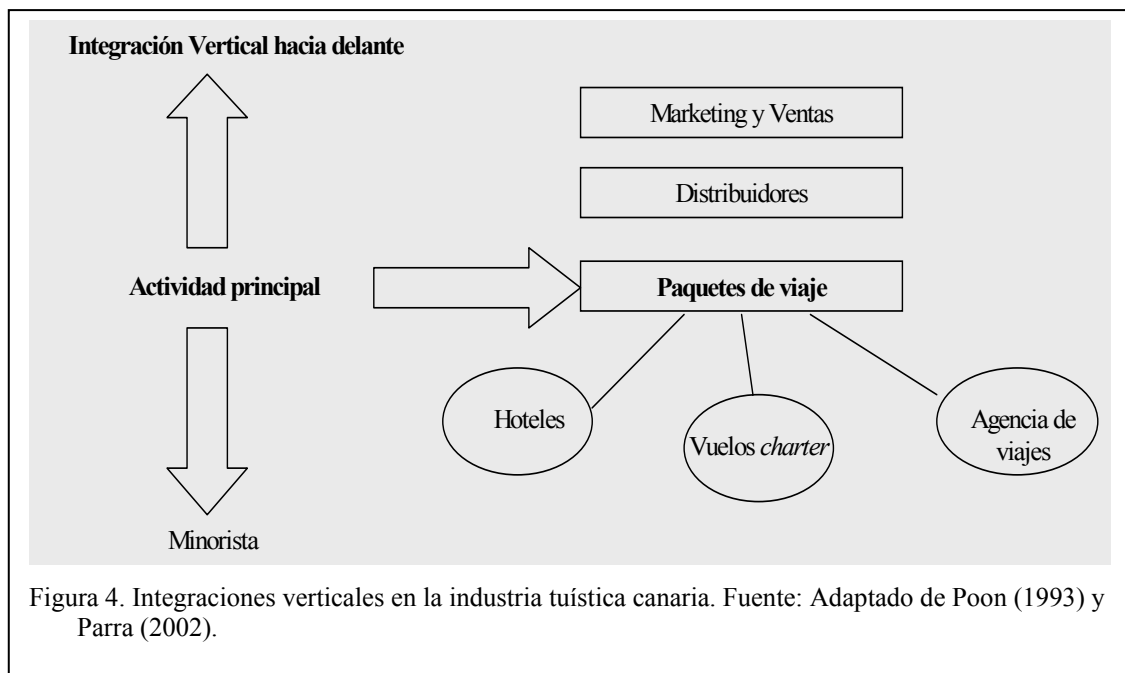 Integración Vertical hacia delante
Marketing y Ventas
Distribuidores
Actividad principal
Paquetes de viaje
Hoteles
Vuelos charter
Agencia de
viajes
Minorista
Figura 4. Integraciones verticales en la industria tuística canaria. Fuente: Adaptado de Poon (1993) y
Parra (2002).